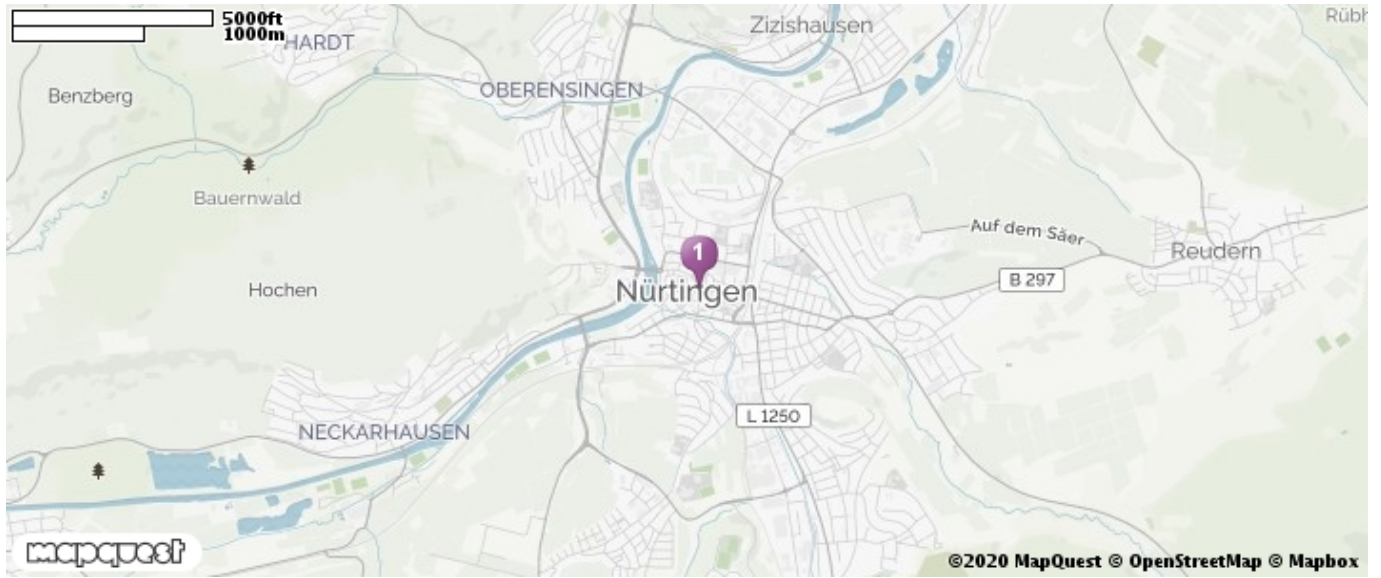 5000ft
1000m
HARDT
Zizishausen
Benzberg
OBERENSINGEN
Bauernwald
Auf dem Säer
Reudern
1
B 297
Hochen
Nürtingen
L 1250
NECKARHAUSEN
mapquest
©2020 MapQuest © OpenStreetMap © Mapbox